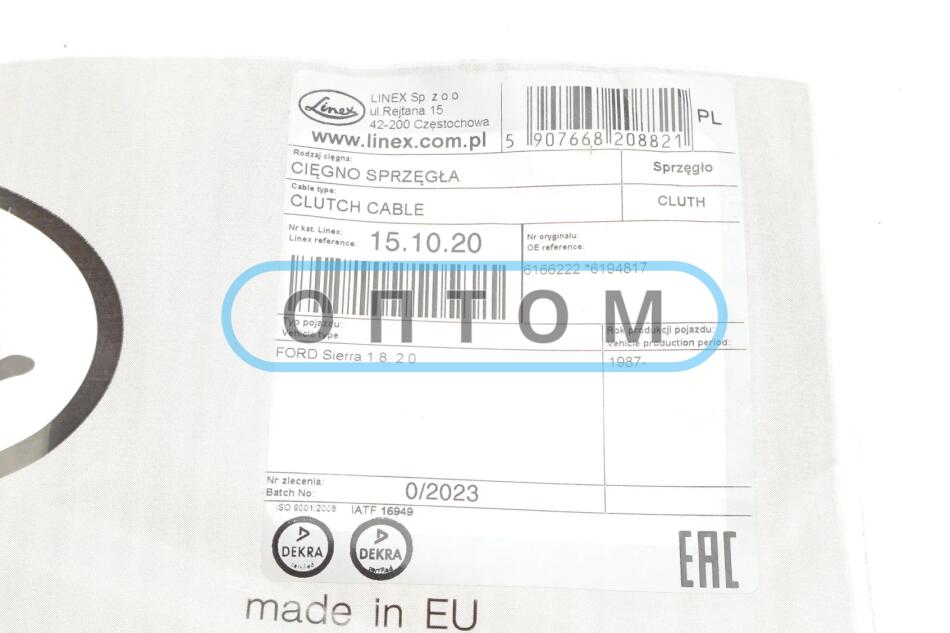 Linex
LINEX Sp z o.o
ul.Rejtana 15
42-200 Częstochowa
www.linex.com.pl
5 907668 208821
PL
Rodzaj cięgna:
CIĘGNO SPRZĘGŁA
Sprzęgło
Cable type:
CLUTCH CABLE
CLUTH
Nr kat. Linex:
Linex reference:
15.10.20
Nr oryginału:
OE reference:
6166222 *6194817
ОПТОМ
Typ pojazdu:
Vehicle type:
Rok produkcji pojazdu:
Vehicle production period:
FORD Sierra 1.8, 2.0
1987-
Nr zlecenia:
Batch No:
0/2023
ISO 9001:2008 IATF 16949
DEKRA
certified
DEKRA
certified
EAC
made in EU